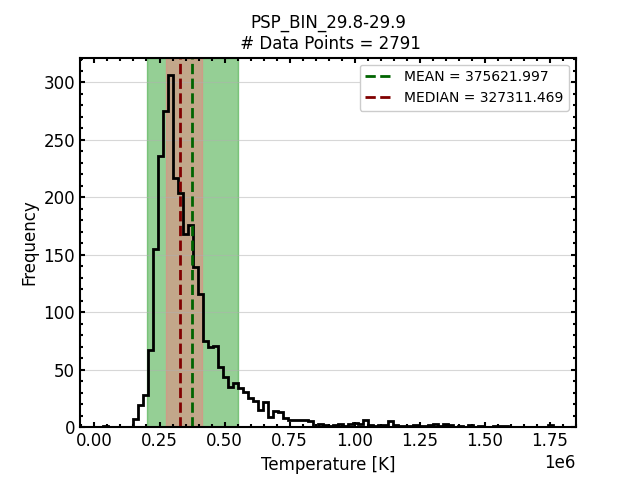 PSP_BIN_29.8-29.9
# Data Points = 2791
MEAN = 375621.997
MEDIAN = 327311.469
Frequency
300
250
200
150
100
50
0
0.00 0.25 0.50 0.75 1.00 1.25 1.50 1.75
1e6
Temperature [K]